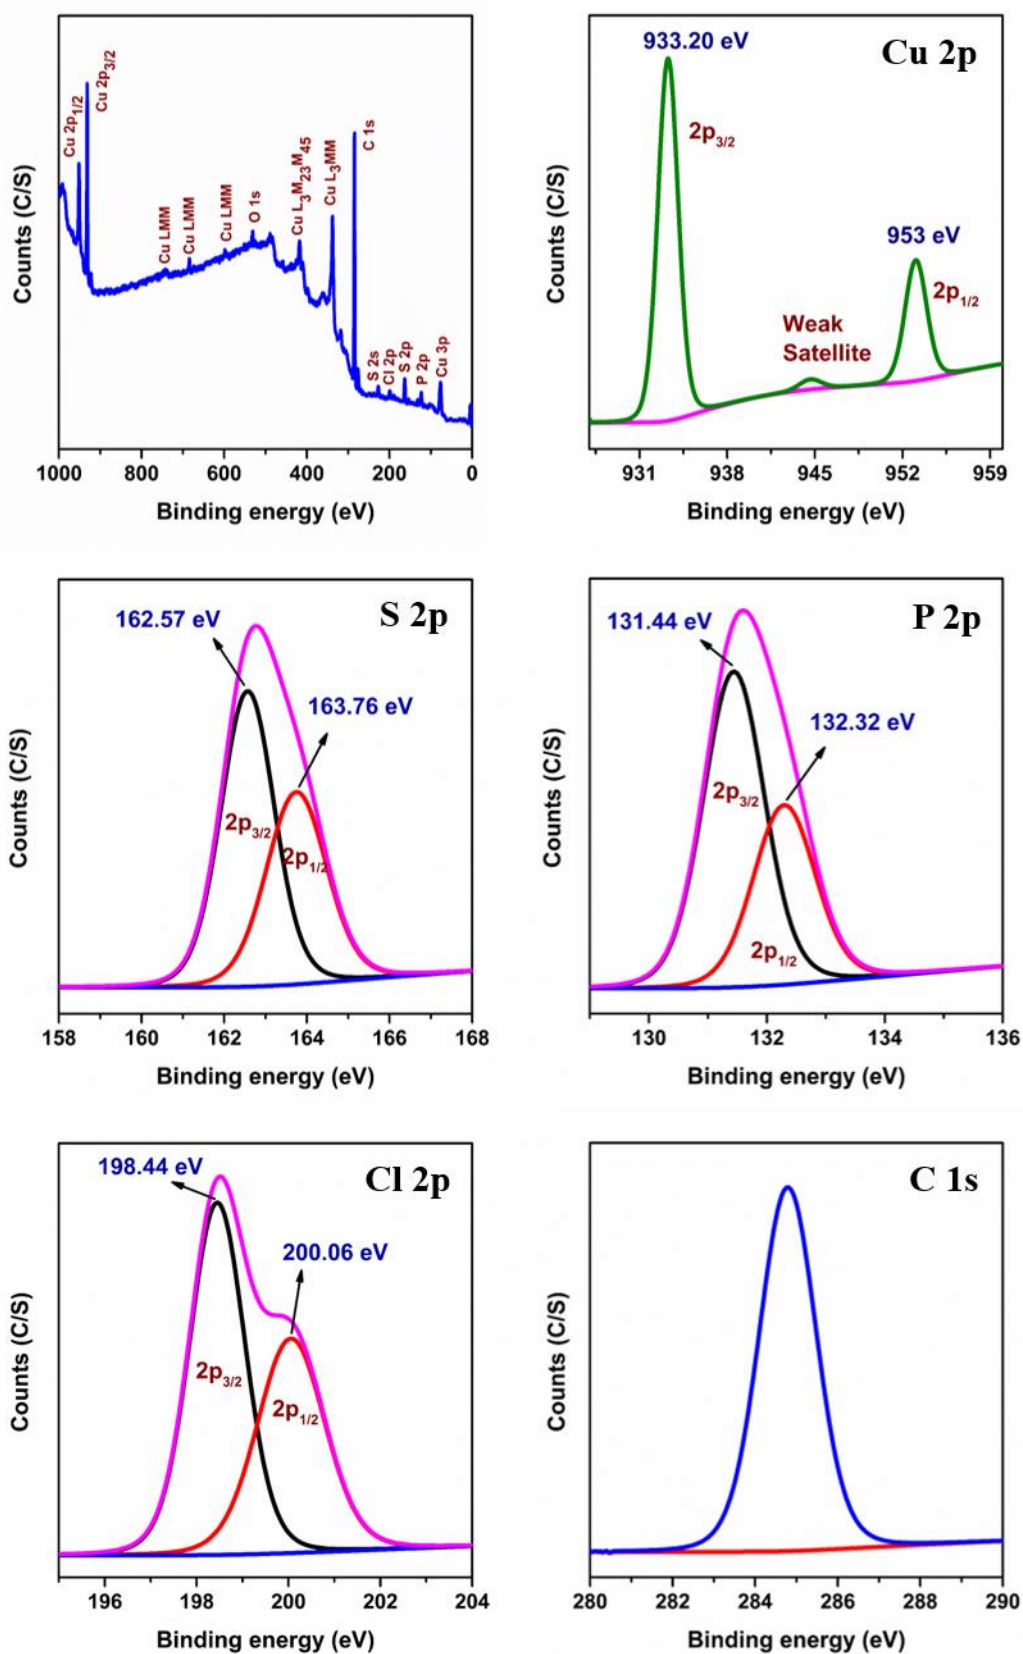 Counts (C/S)
Cu 2p1/2
Cu 2p3/2
Cu LMM
Cu LMM
Cu LMM
O 1s
Cu L3M23M45
Cu L3MM
C 1s
S 2s
Cl 2p
S 2p
P 2p
Cu 3p
1000 800 600 400 200 0
Binding energy (eV)
Counts (C/S)
933.20 eV
Cu 2p
2p3/2
953 eV
2p1/2
Weak
Satellite
931 938 945 952 959
Binding energy (eV)
Counts (C/S)
S 2p
162.57 eV
163.76 eV
2p3/2
2p1/2
158 160 162 164 166 168
Binding energy (eV)
Counts (C/S)
P 2p
131.44 eV
132.32 eV
2p3/2
2p1/2
130 132 134 136
Binding energy (eV)
Counts (C/S)
198.44 eV
Cl 2p
200.06 eV
2p3/2
2p1/2
196 198 200 202 204
Binding energy (eV)
Counts (C/S)
C 1s
280 282 284 286 288 290
Binding energy (eV)